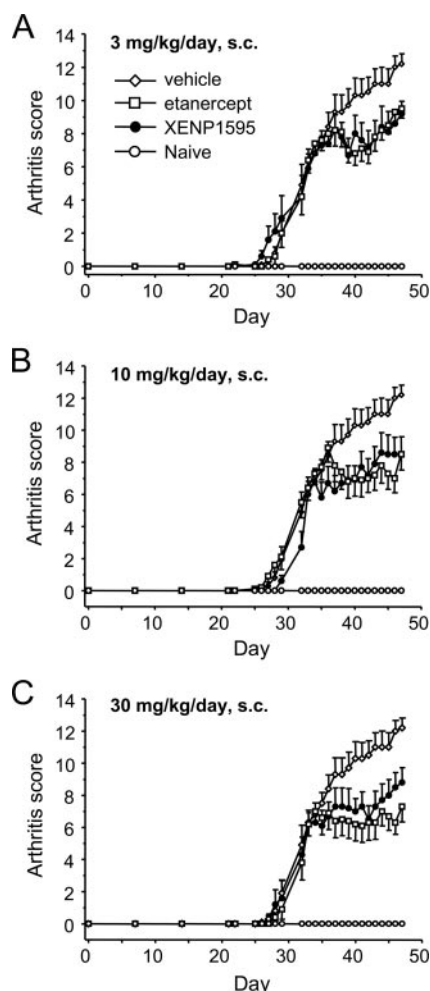 A
3 mg/kg/day, s.c.
vehicle
etanercept
XENP1595
Naive
Arthritis score
14
12
10
8
6
4
2
0
0 10 20 30 40 50
Day
B
10 mg/kg/day, s.c.
Arthritis score
14
12
10
8
6
4
2
0
0 10 20 30 40 50
Day
C
30 mg/kg/day, s.c.
Arthritis score
14
12
10
8
6
4
2
0
0 10 20 30 40 50
Day